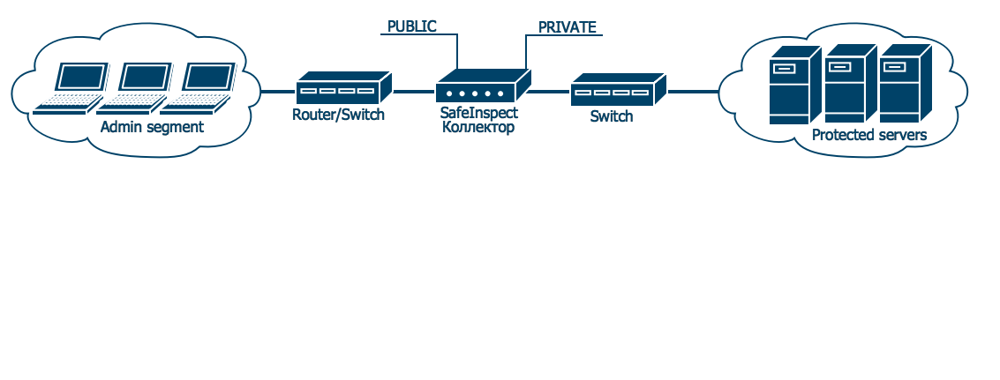 PUBLIC
PRIVATE
Admin segment
Router/Switch
SafeInspect
Коллектор
Switch
Protected servers